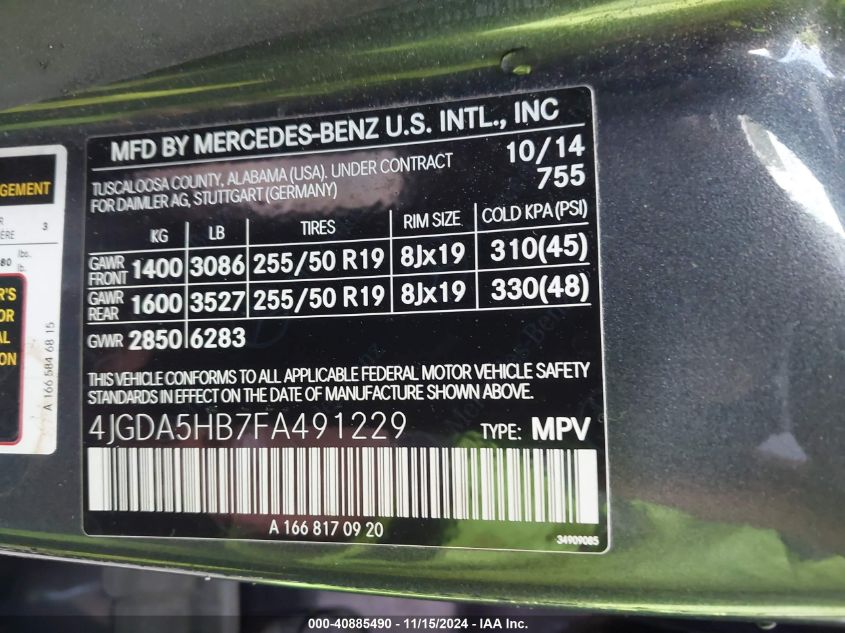 MFD BY MERCEDES-BENZ U.S. INTL., INC
TUSCALOOSA COUNTY, ALABAMA (USA). UNDER CONTRACT
FOR DAIMLER AG, STUTTGART (GERMANY)
10/14
755
KG LB TIRES RIM SIZE COLD KPA (PSI)
GAWR FRONT 1400 3086 255/50 R19 8Jx19 310(45)
GAWR REAR 1600 3527 255/50 R19 8Jx19 330(48)
GVWR 2850 6283
THIS VEHICLE CONFORMS TO ALL APPLICABLE FEDERAL MOTOR VEHICLE SAFETY
STANDARDS IN EFFECT ON THE DATE OF MANUFACTURE SHOWN ABOVE.
4JGDA5HB7FA491229 TYPE: MPV
A 166 817 09 20
34909085
GEMENT
3
80 lbs.
lb.
A 166 584 68 15
000-40885490 - 11/15/2024 - IAA Inc.